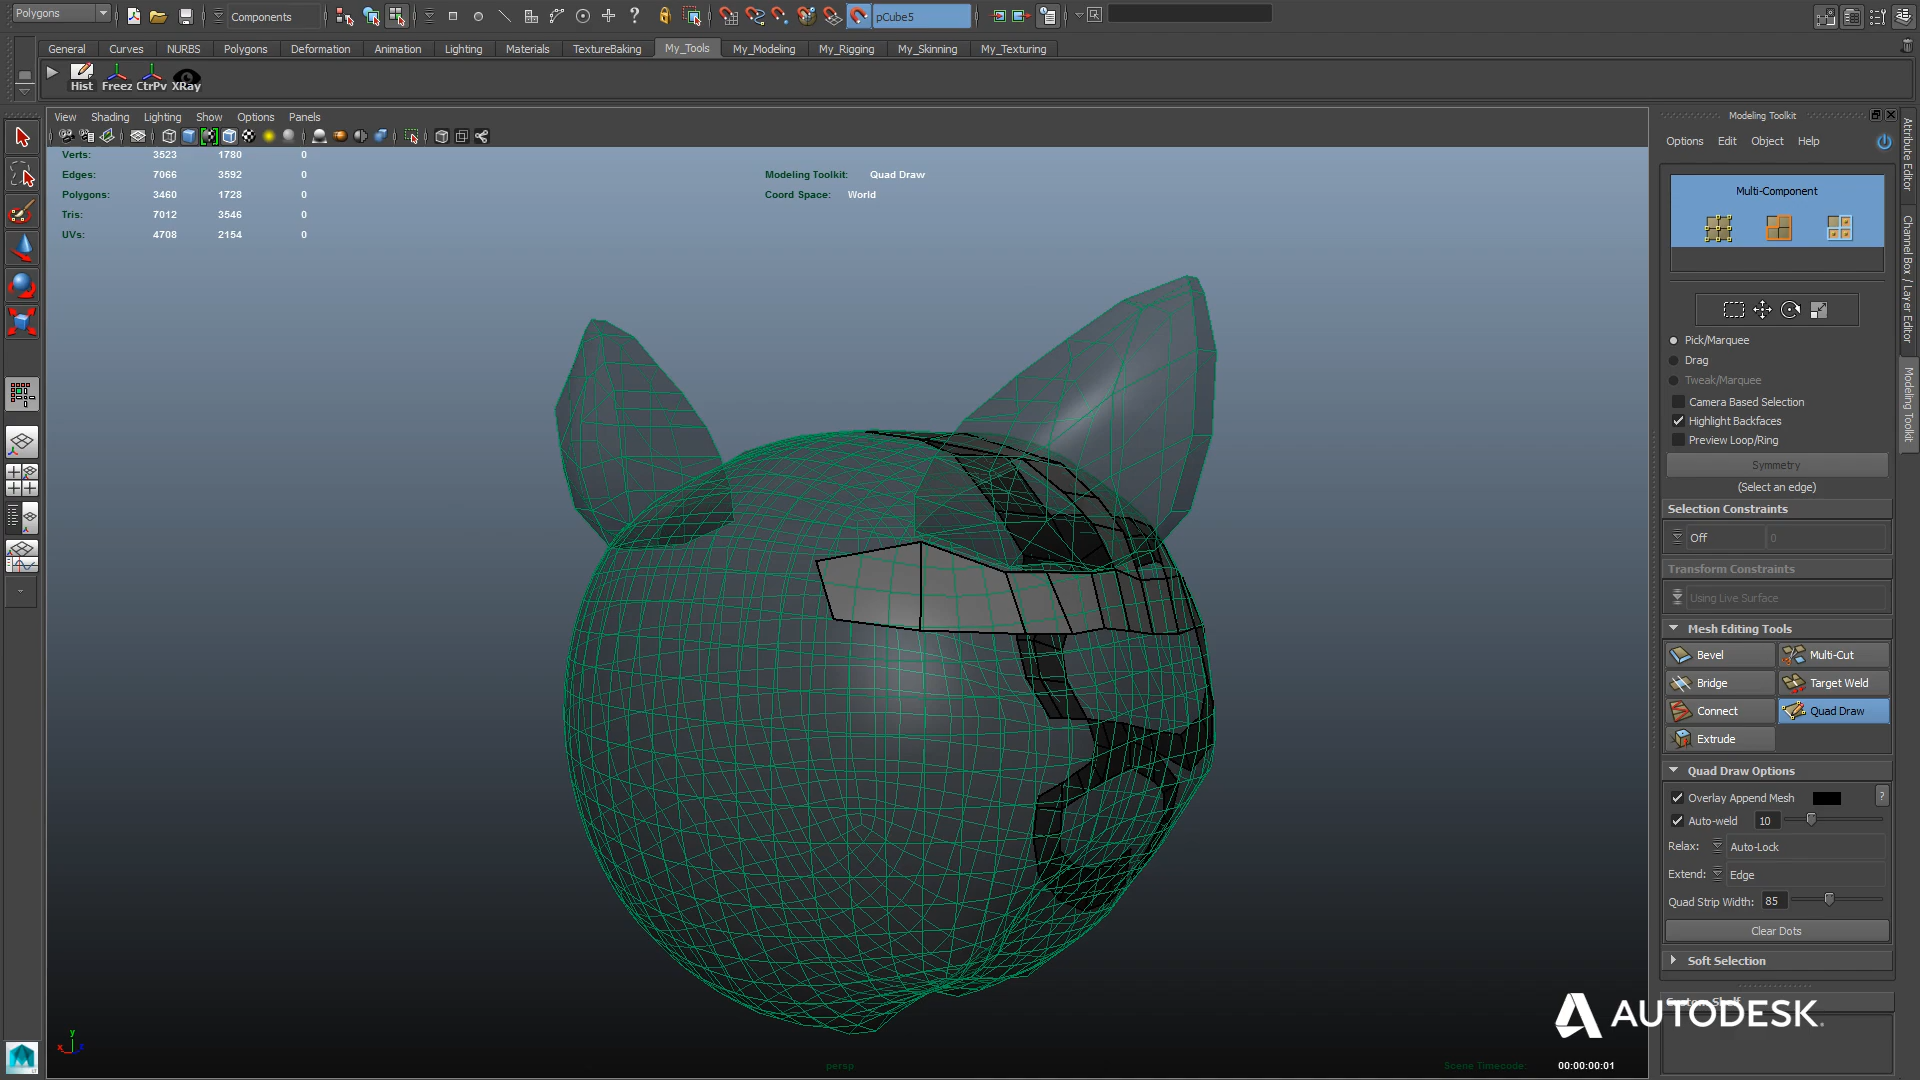 Polygons
Components
pCube5
General Curves NURBS Polygons Deformation Animation Lighting Materials TextureBaking My_Tools My_Modeling My_Rigging My_Skinning My_Texturing
Hist Freez CtrPv XRay
View Shading Lighting Show Options Panels
Verts: 3523 1780 0
Edges: 7066 3592 0
Polygons: 3460 1728 0
Tris: 7012 3546 0
UVs: 4708 2154 0
Modeling Toolkit: Quad Draw
Coord Space: World
persp
Scene Timecode: 00:00:00:01
y
x
z
Modeling Toolkit
Options Edit Object Help
Multi-Component
Pick/Marquee
Drag
Tweak/Marquee
Camera Based Selection
Highlight Backfaces
Preview Loop/Ring
Symmetry
(Select an edge)
Selection Constraints
Off 0
Transform Constraints
Using Live Surface
Mesh Editing Tools
Bevel Multi-Cut
Bridge Target Weld
Connect Quad Draw
Extrude
Quad Draw Options
Overlay Append Mesh ?
Auto-weld 10
Relax: Auto-Lock
Extend: Edge
Quad Strip Width: 85
Clear Dots
Soft Selection
Custom Shelf
AUTODESK.
Attribute Editor
Channel Box / Layer Editor
Modeling Toolkit